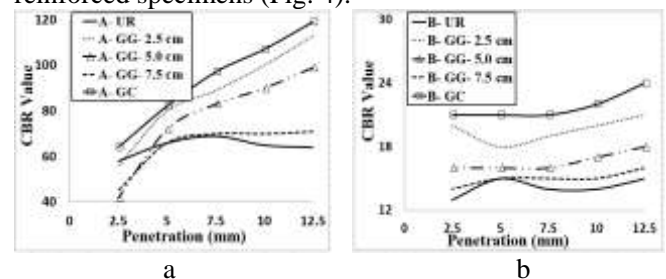 reinforced specimens (Fig. 4).
120
100
80
60
40
CBR Value
A- UR
A- GG- 2.5 cm
A- GG- 5.0 cm
A- GG- 7.5 cm
A- GC
0 2.5 5 7.5 10 12.5
Penetration (mm)
a
30
24
18
12
CBR Value
B- UR
B- GG- 2.5 cm
B- GG- 5.0 cm
B- GG- 7.5 cm
B- GC
0 2.5 5 7.5 10 12.5
Penetration (mm)
b